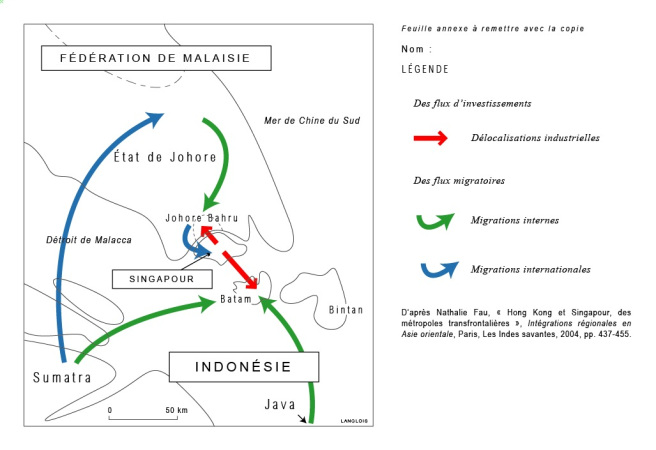 FÉDÉRATION DE MALAISIE
Mer de Chine du Sud
État de Johore
Johore Bahru
Détroit de Malacca
SINGAPOUR
Batam
Bintan
INDONÉSIE
Sumatra
Java
0 50 km
LANGLOIS
Feuille annexe à remettre avec la copie
Nom :
LÉGENDE
Des flux d'investissements
Délocalisations industrielles
Des flux migratoires
Migrations internes
Migrations internationales
D'après Nathalie Fau, « Hong Kong et Singapour, des
métropoles transfrontalières », Intégrations régionales en
Asie orientale, Paris, Les Indes savantes, 2004, pp. 437-455.